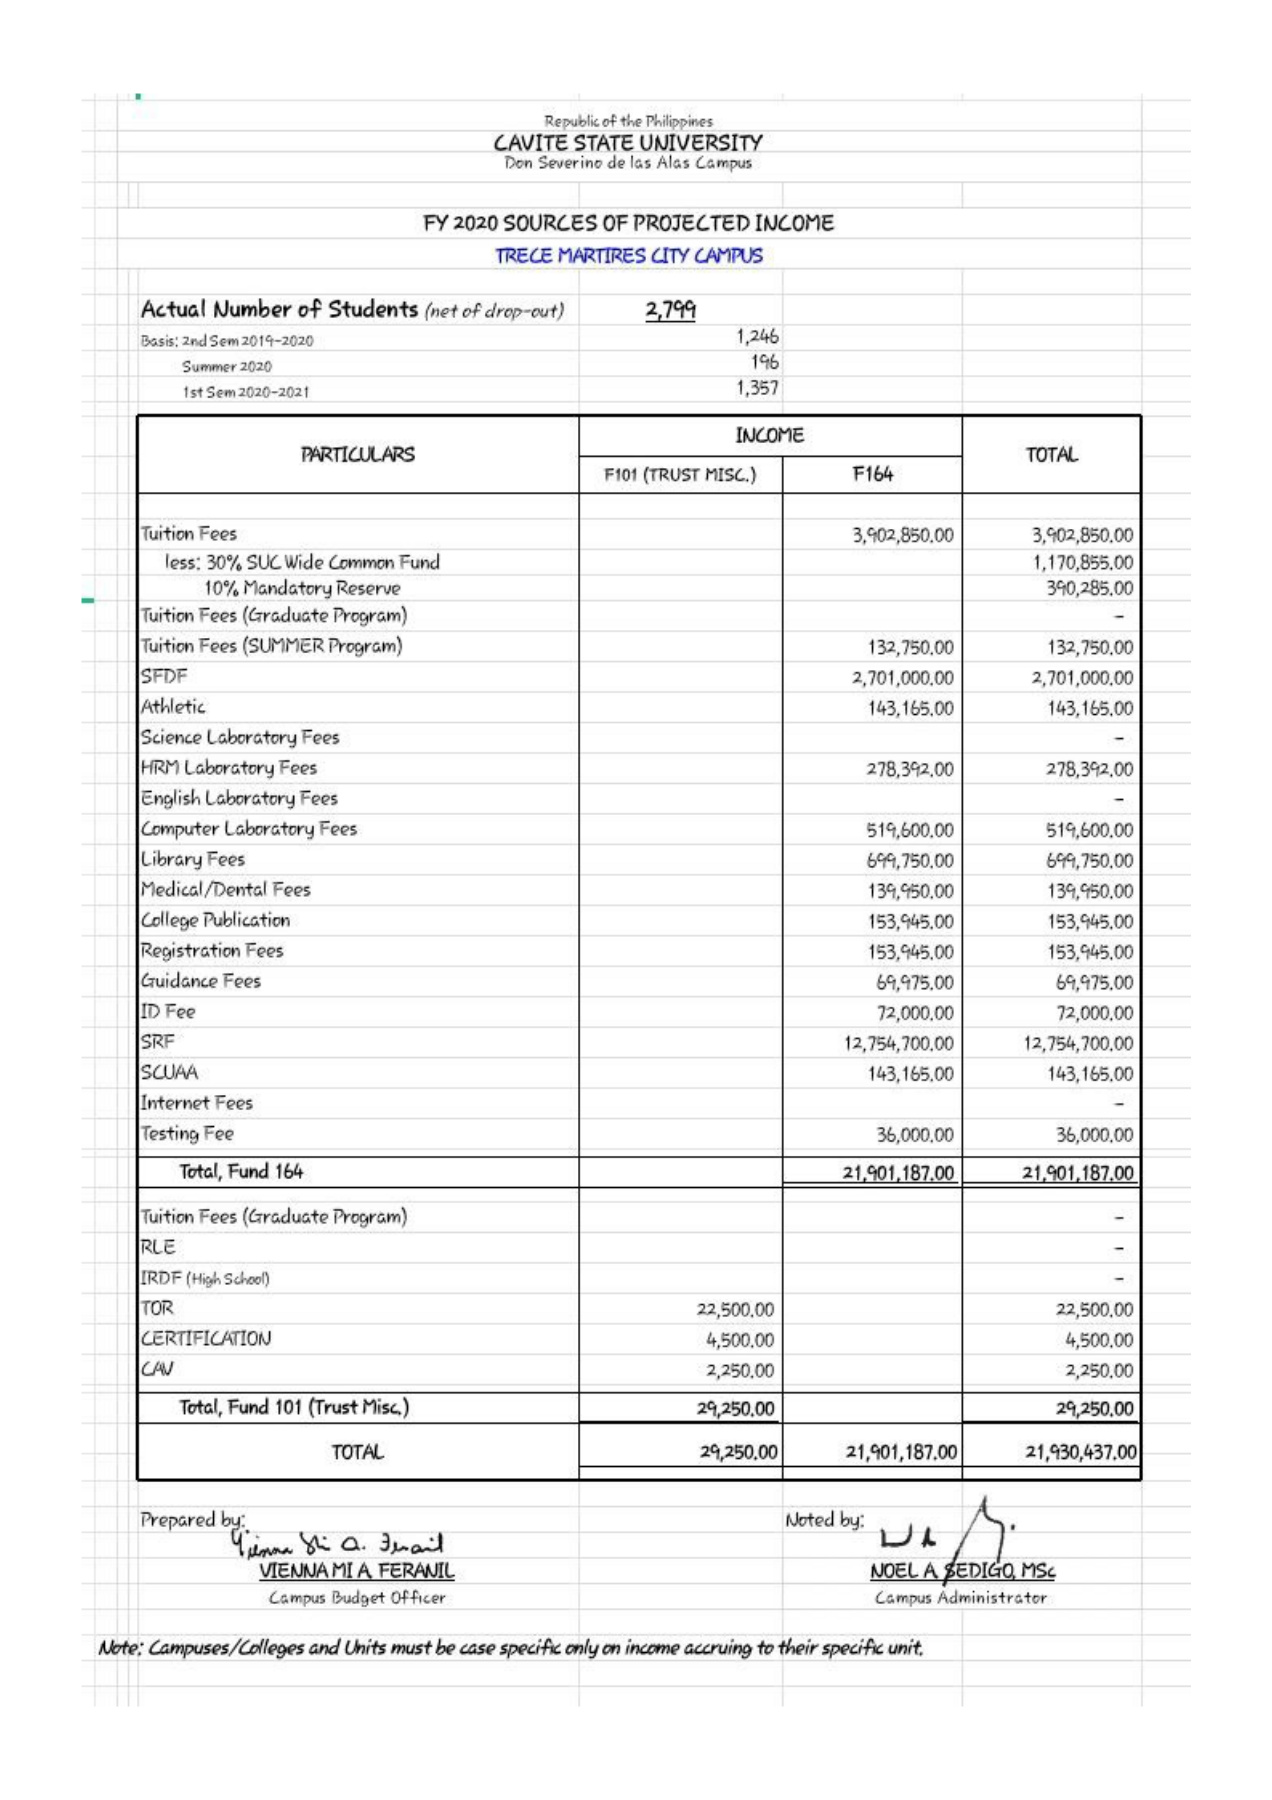 Republic of the Philippines
CAVITE STATE UNIVERSITY
Don Severino de las Alas Campus
FY 2020 SOURCES OF PROJECTED INCOME
TRECE MARTIRES CITY CAMPUS
Actual Number of Students (net of drop-out) 2,799
Basis: 2nd Sem 2019-2020 1,246
Summer 2020 196
1st Sem 2020-2021 1,357
PARTICULARS INCOME TOTAL
F101 (TRUST MISC.) F164
Tuition Fees 3,902,850.00 3,902,850.00
less: 30% SUC Wide Common Fund 1,170,855.00
10% Mandatory Reserve 390,285.00
Tuition Fees (Graduate Program) -
Tuition Fees (SUMMER Program) 132,750.00 132,750.00
SFDF 2,701,000.00 2,701,000.00
Athletic 143,165.00 143,165.00
Science Laboratory Fees -
HRM Laboratory Fees 278,392.00 278,392.00
English Laboratory Fees -
Computer Laboratory Fees 519,600.00 519,600.00
Library Fees 699,750.00 699,750.00
Medical/Dental Fees 139,950.00 139,950.00
College Publication 153,945.00 153,945.00
Registration Fees 153,945.00 153,945.00
Guidance Fees 69,975.00 69,975.00
ID Fee 72,000.00 72,000.00
SRF 12,754,700.00 12,754,700.00
SCUAA 143,165.00 143,165.00
Internet Fees -
Testing Fee 36,000.00 36,000.00
Total, Fund 164 21,901,187.00 21,901,187.00
Tuition Fees (Graduate Program) -
RLE -
IRDF (High School) -
TOR 22,500.00 22,500.00
CERTIFICATION 4,500.00 4,500.00
CAV 2,250.00 2,250.00
Total, Fund 101 (Trust Misc.) 29,250.00 29,250.00
TOTAL 29,250.00 21,901,187.00 21,930,437.00
Prepared by: Noted by:
VIENNA MI A. FERANIL NOEL A. SEDIGO, MSc
Campus Budget Officer Campus Administrator
Note: Campuses/Colleges and Units must be case specific only on income accruing to their specific unit.